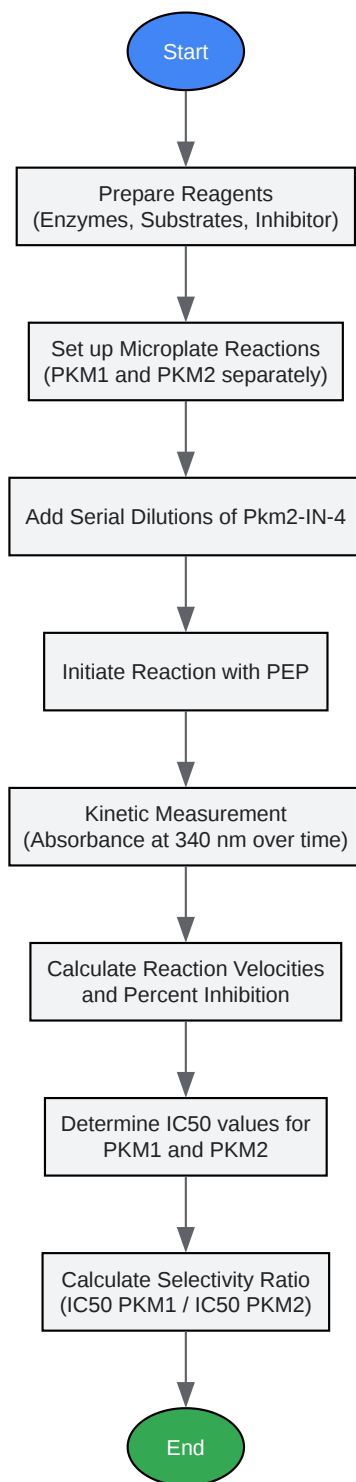 Start
Prepare Reagents
(Enzymes, Substrates, Inhibitor)
Set up Microplate Reactions
(PKM1 and PKM2 separately)
Add Serial Dilutions of Pkm2-IN-4
Initiate Reaction with PEP
Kinetic Measurement
(Absorbance at 340 nm over time)
Calculate Reaction Velocities
and Percent Inhibition
Determine IC50 values for
PKM1 and PKM2
Calculate Selectivity Ratio
(IC50 PKM1 / IC50 PKM2)
End